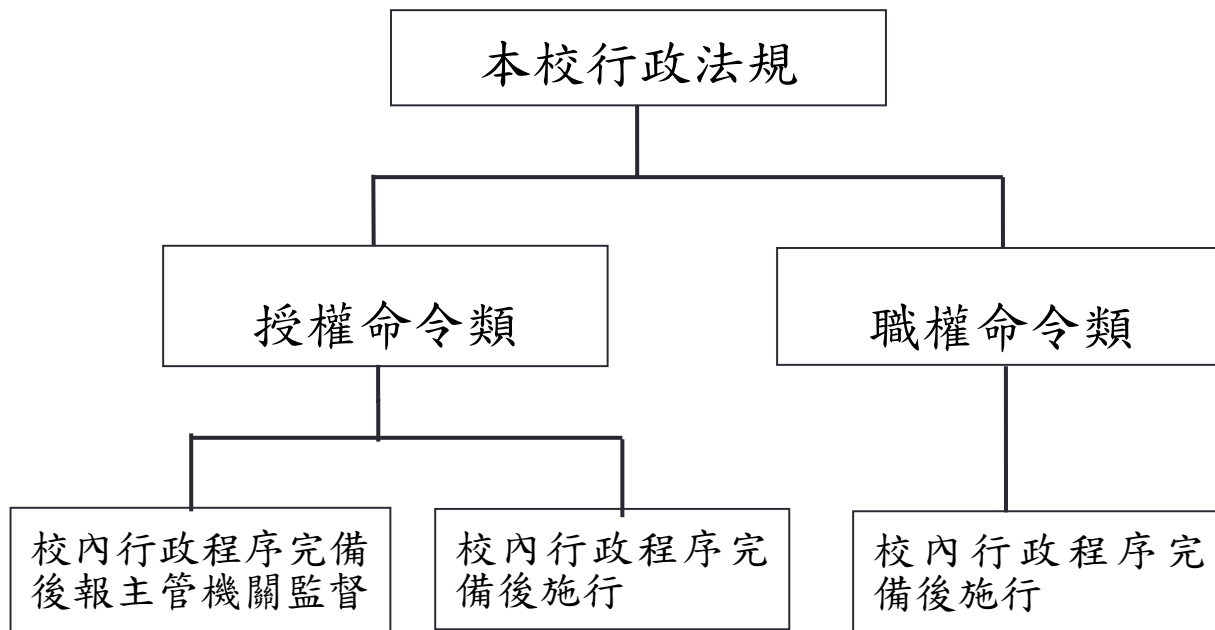 本校行政法規
授權命令類
職權命令類
校內行政程序完備
後報主管機關監督
校內行政程序完
備後施行
校內行政程序完
備後施行